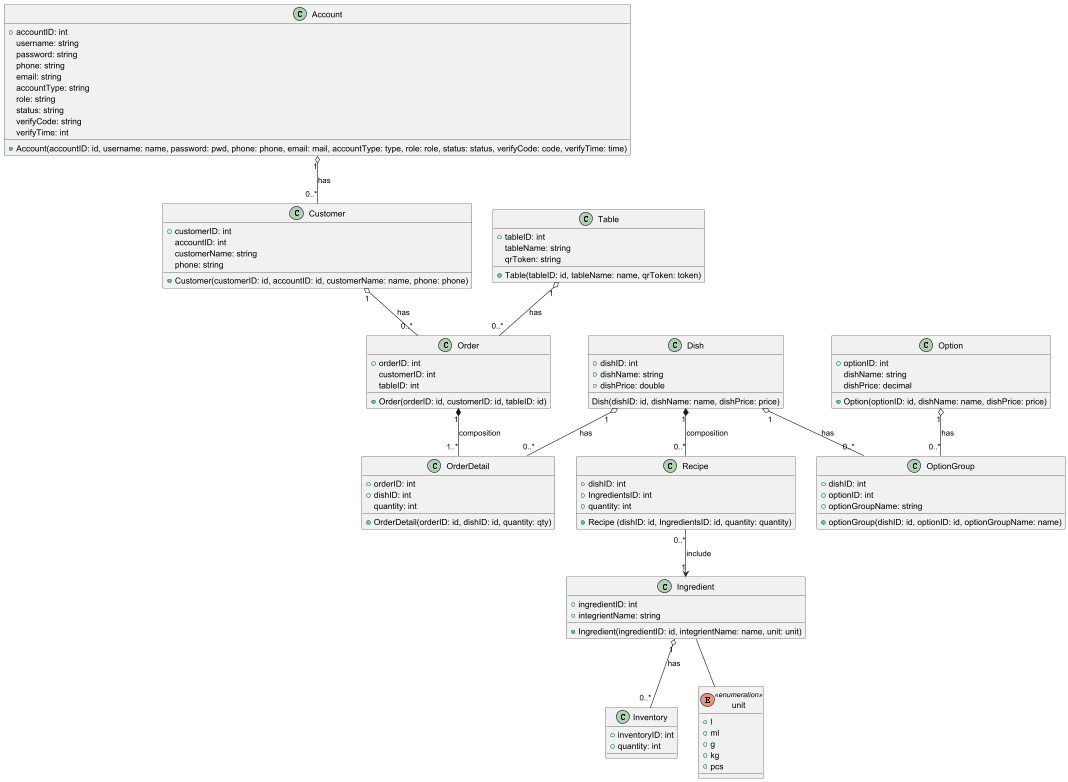 C Account
accountID: int
username: string
password: string
phone: string
email: string
accountType: string
role: string
status: string
verifyCode: string
verifyTime: int
Account(accountID: id, username: name, password: pwd, phone: phone, email: mail, accountType: type, role: role, status: status, verifyCode: code, verifyTime: time)
1
has
0..*
C Customer
customerID: int
accountID: int
customerName: string
phone: string
Customer(customerID: id, accountID: id, customerName: name, phone: phone)
C Table
tableID: int
tableName: string
qrToken: string
Table(tableID: id, tableName: name, qrToken: token)
1
has
0..*
1
has
0..*
C Order
orderID: int
customerID: int
tableID: int
Order(orderID: id, customerID: id, tableID: id)
C Dish
dishID: int
dishName: string
dishPrice: double
Dish(dishID: id, dishName: name, dishPrice: price)
C Option
optionID: int
dishName: string
dishPrice: decimal
Option(optionID: id, dishName: name, dishPrice: price)
1
composition
1..*
1
has
0..*
1
composition
0..*
1
has
0..*
1
has
0..*
C OrderDetail
orderID: int
dishID: int
quantity: int
OrderDetail(orderID: id, dishID: id, quantity: qty)
C Recipe
dishID: int
IngredientsID: int
quantity: int
Recipe (dishID: id, IngredientsID: id, quantity: quantity)
C OptionGroup
dishID: int
optionID: int
optionGroupName: string
optionGroup(dishID: id, optionID: id, optionGroupName: name)
0..*
include
1
C Ingredient
ingredientID: int
integrientName: string
Ingredient(ingredientID: id, integrientName: name, unit: unit)
1
has
0..*
C Inventory
inventoryID: int
quantity: int
E «enumeration»
unit
l
ml
g
kg
pcs